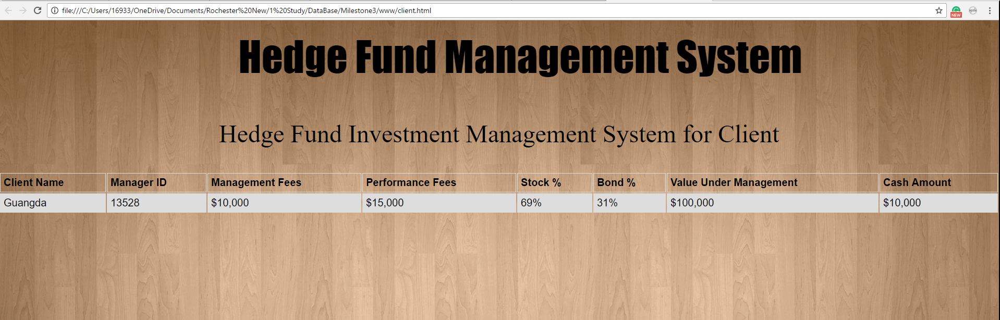 file:///C:/Users/16933/OneDrive/Documents/Rochester%20New/1%20Study/DataBase/Milestone3/www/client.html
NEW
Hedge Fund Management System
Hedge Fund Investment Management System for Client
Client Name Manager ID Management Fees Performance Fees Stock % Bond % Value Under Management Cash Amount
Guangda 13528 $10,000 $15,000 69% 31% $100,000 $10,000